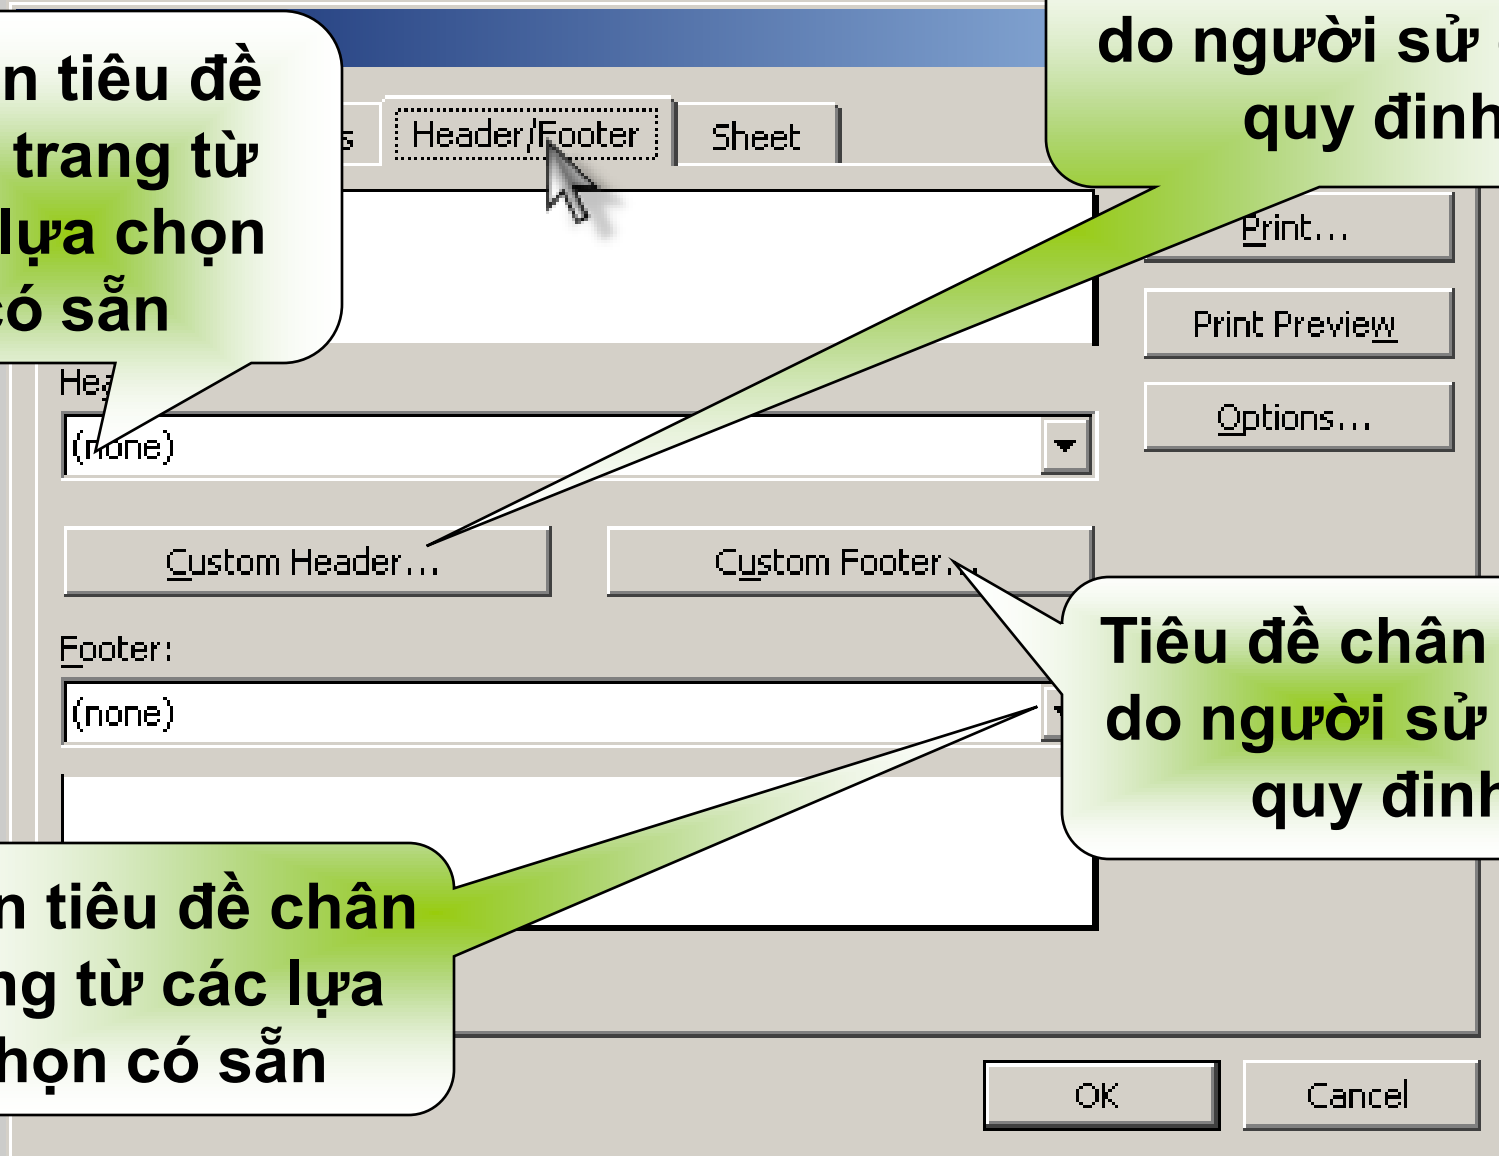 n tiêu đề
trang từ
lựa chọn
có sẵn
do người sử
quy đinh
Header/Footer
Sheet
Print...
Print Preview
Options...
(none)
Custom Header...
Custom Footer...
Footer:
(none)
Tiêu đề chân
do người sử
quy đinh
n tiêu đề chân
ng từ các lựa
họn có sẵn
OK
Cancel